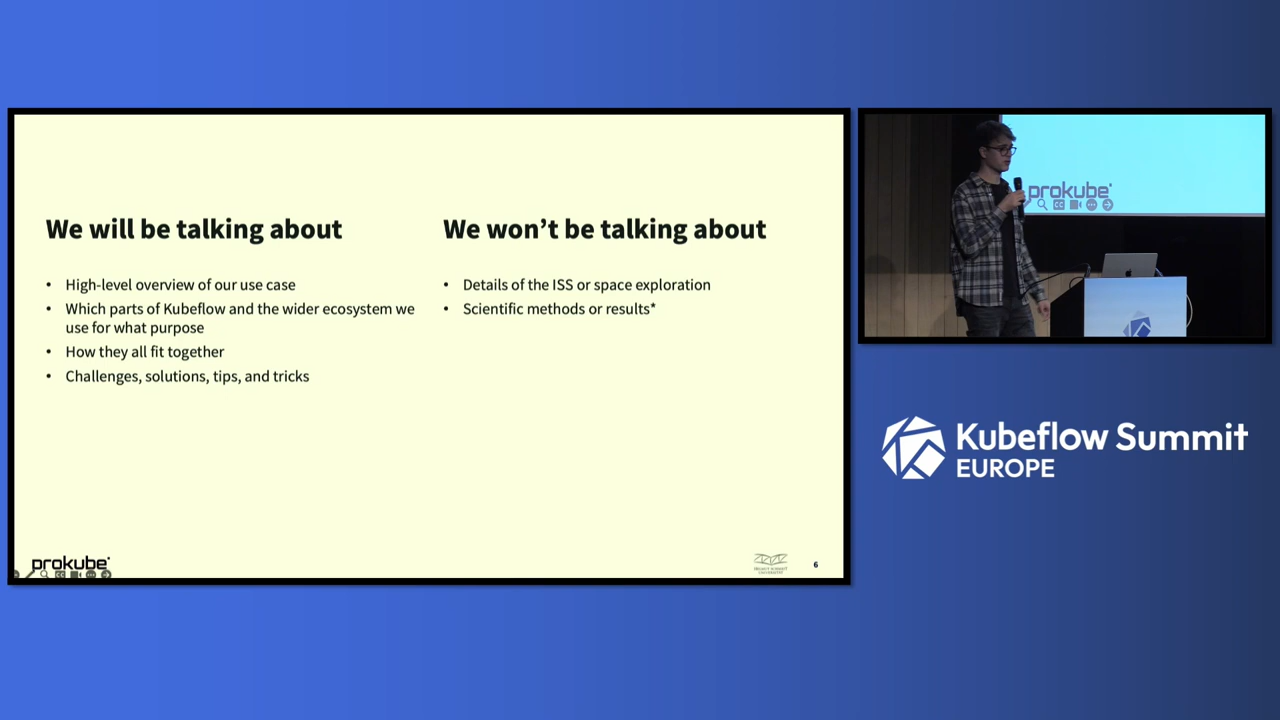 We will be talking about
• High-level overview of our use case
• Which parts of Kubeflow and the wider ecosystem we
use for what purpose
• How they all fit together
• Challenges, solutions, tips, and tricks
We won’t be talking about
• Details of the ISS or space exploration
• Scientific methods or results*
prokube
6
prokube
Kubeflow Summit
EUROPE